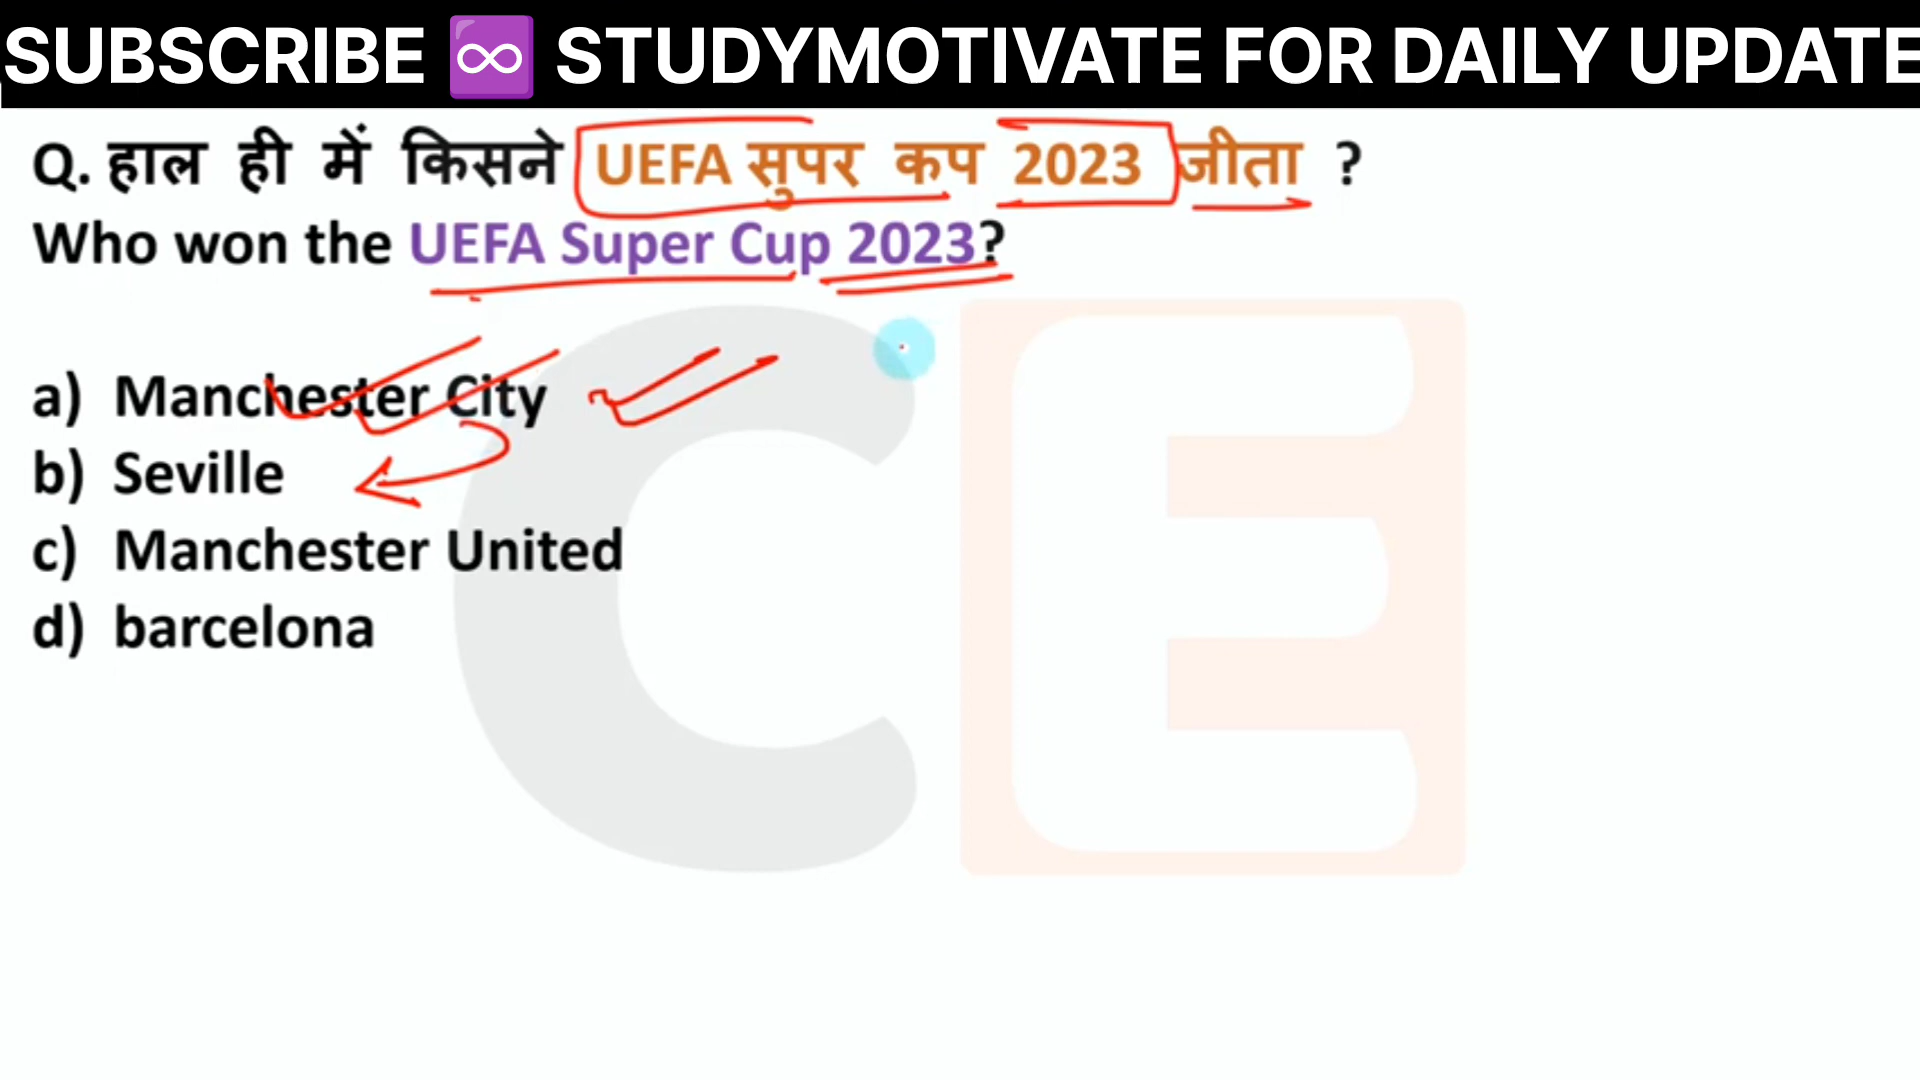 SUBSCRIBE ♾️ STUDYMOTIVATE FOR DAILY UPDATE
Q. हाल ही में किसने UEFA सुपर कप 2023 जीता ?
Who won the UEFA Super Cup 2023?
a) Manchester City
b) Seville
c) Manchester United
d) barcelona
CE